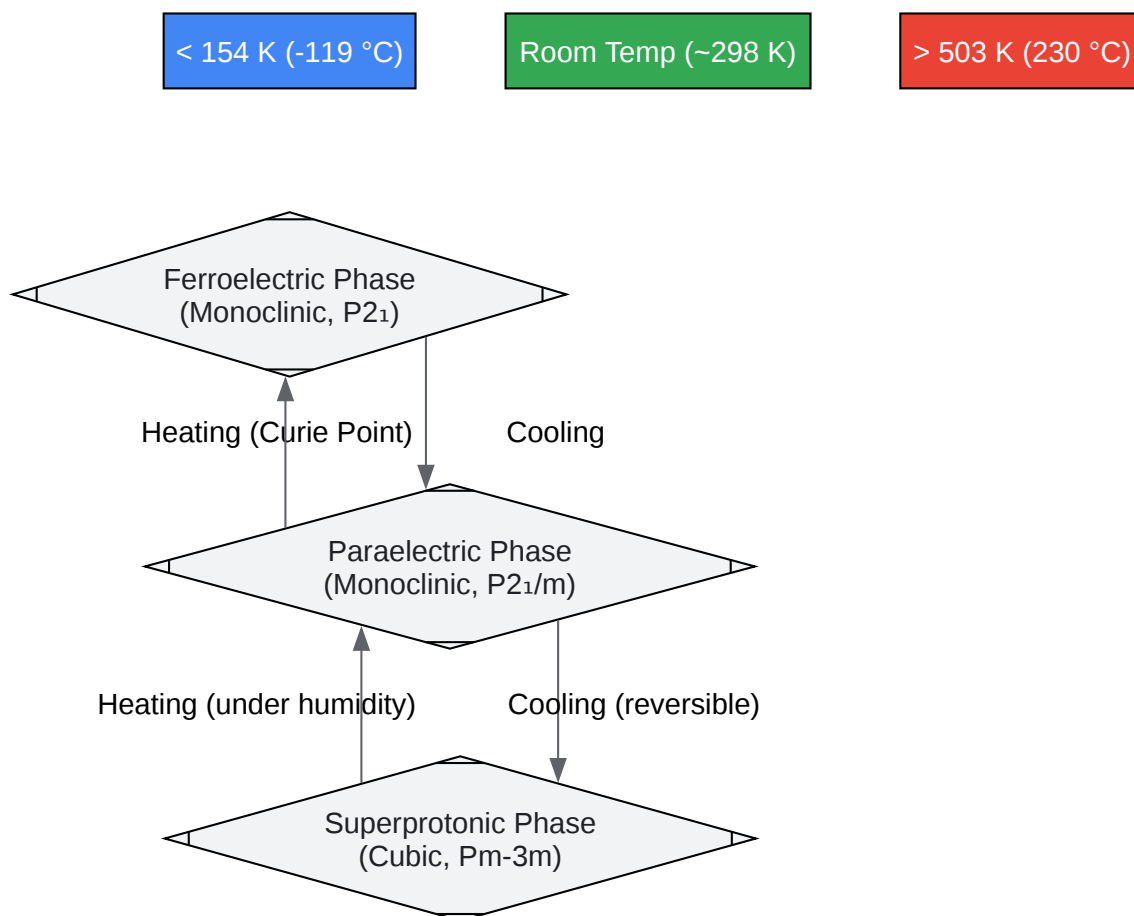 < 154 K (-119 °C)
Room Temp (~298 K)
> 503 K (230 °C)
Ferroelectric Phase
(Monoclinic, P2₁)
Heating (Curie Point)
Cooling
Paraelectric Phase
(Monoclinic, P2₁/m)
Heating (under humidity)
Cooling (reversible)
Superprotonic Phase
(Cubic, Pm-3m)